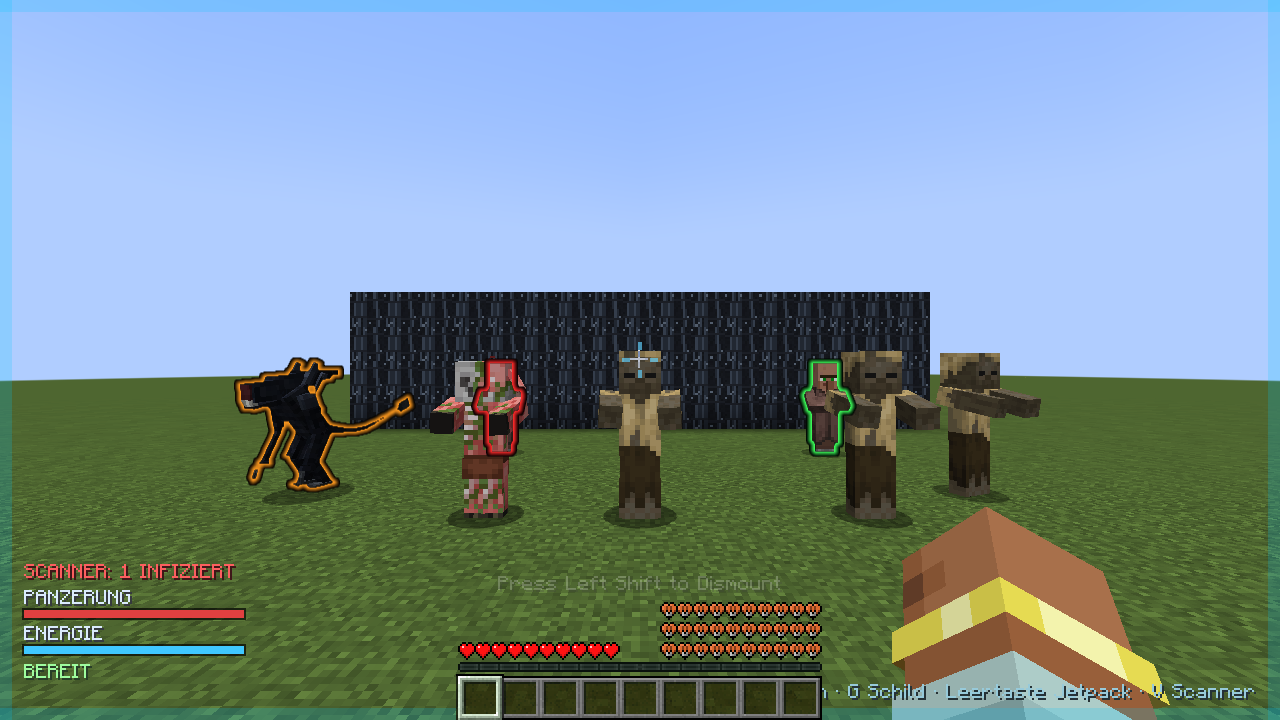 SCANNER: 1 INFIZIERT
PANZERUNG
ENERGIE
BEREIT
Press Left Shift to Dismount
· G Schild · Leertaste Jetpack · V Scanner